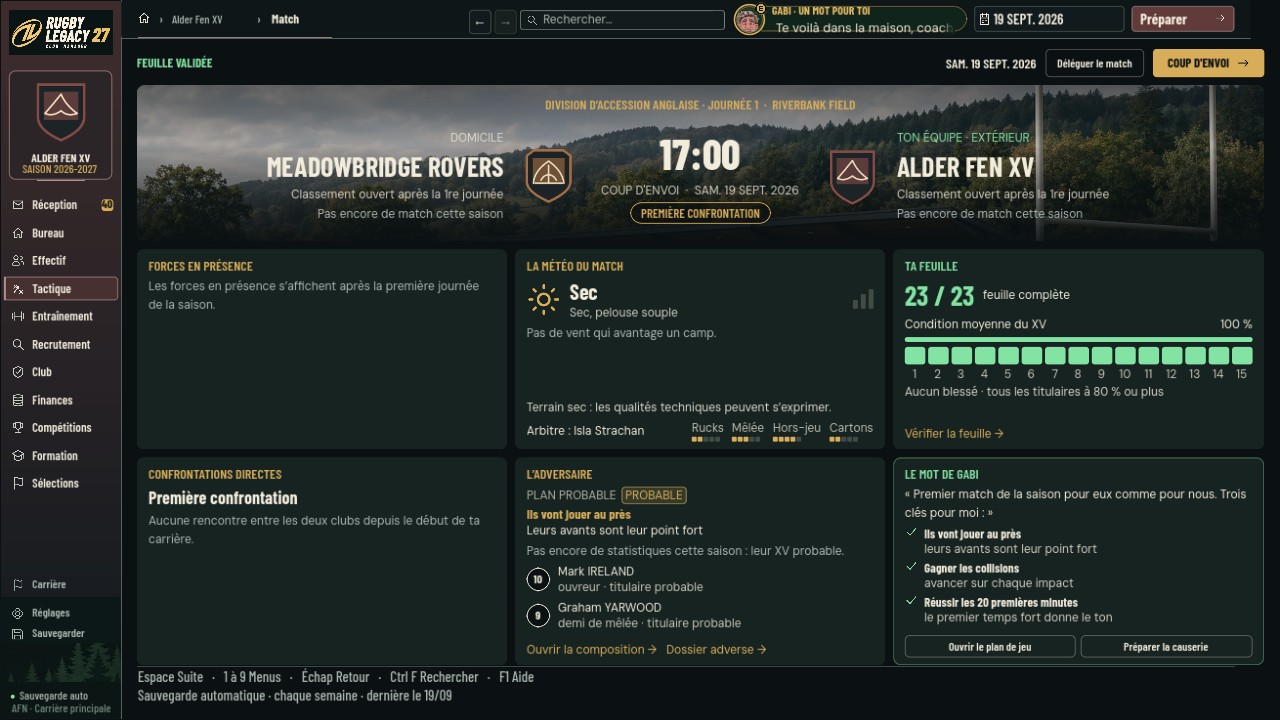 RUGBY
LEGACY 27
CLUB MANAGER
Alder Fen XV
Match
Rechercher...
GABI · UN MOT POUR TOI
Te voilà dans la maison, coach
19 SEPT. 2026
Préparer
FEUILLE VALIDÉE
SAM. 19 SEPT. 2026
Déléguer le match
COUP D'ENVOI
ALDER FEN XV
SAISON 2026-2027
Réception 40
Bureau
Effectif
Tactique
Entraînement
Recrutement
Club
Finances
Compétitions
Formation
Sélections
Carrière
Réglages
Sauvegarder
Sauvegarde auto
AFN · Carrière principale
DIVISION D'ACCESSION ANGLAISE · JOURNÉE 1 · RIVERBANK FIELD
DOMICILE
MEADOWBRIDGE ROVERS
Classement ouvert après la 1re journée
Pas encore de match cette saison
17:00
COUP D'ENVOI · SAM. 19 SEPT. 2026
PREMIÈRE CONFRONTATION
TON ÉQUIPE · EXTÉRIEUR
ALDER FEN XV
Classement ouvert après la 1re journée
Pas encore de match cette saison
FORCES EN PRÉSENCE
Les forces en présence s'affichent après la première journée
de la saison.
LA MÉTÉO DU MATCH
Sec
Sec, pelouse souple
Pas de vent qui avantage un camp.
Terrain sec : les qualités techniques peuvent s'exprimer.
Arbitre : Isla Strachan
Rucks Mêlée Hors-jeu Cartons
TA FEUILLE
23 / 23 feuille complète
Condition moyenne du XV 100 %
1 2 3 4 5 6 7 8 9 10 11 12 13 14 15
Aucun blessé · tous les titulaires à 80 % ou plus
Vérifier la feuille →
CONFRONTATIONS DIRECTES
Première confrontation
Aucune rencontre entre les deux clubs depuis le début de ta
carrière.
L'ADVERSAIRE
PLAN PROBABLE PROBABLE
Ils vont jouer au près
Leurs avants sont leur point fort
Pas encore de statistiques cette saison : leur XV probable.
10 Mark IRELAND
ouvreur · titulaire probable
9 Graham YARWOOD
demi de mêlée · titulaire probable
Ouvrir la composition → Dossier adverse →
LE MOT DE GABI
« Premier match de la saison pour eux comme pour nous. Trois
clés pour moi : »
Ils vont jouer au près
leurs avants sont leur point fort
Gagner les collisions
avancer sur chaque impact
Réussir les 20 premières minutes
le premier temps fort donne le ton
Ouvrir le plan de jeu
Préparer la causerie
Espace Suite · 1 à 9 Menus · Échap Retour · Ctrl F Rechercher · F1 Aide
Sauvegarde automatique · chaque semaine · dernière le 19/09